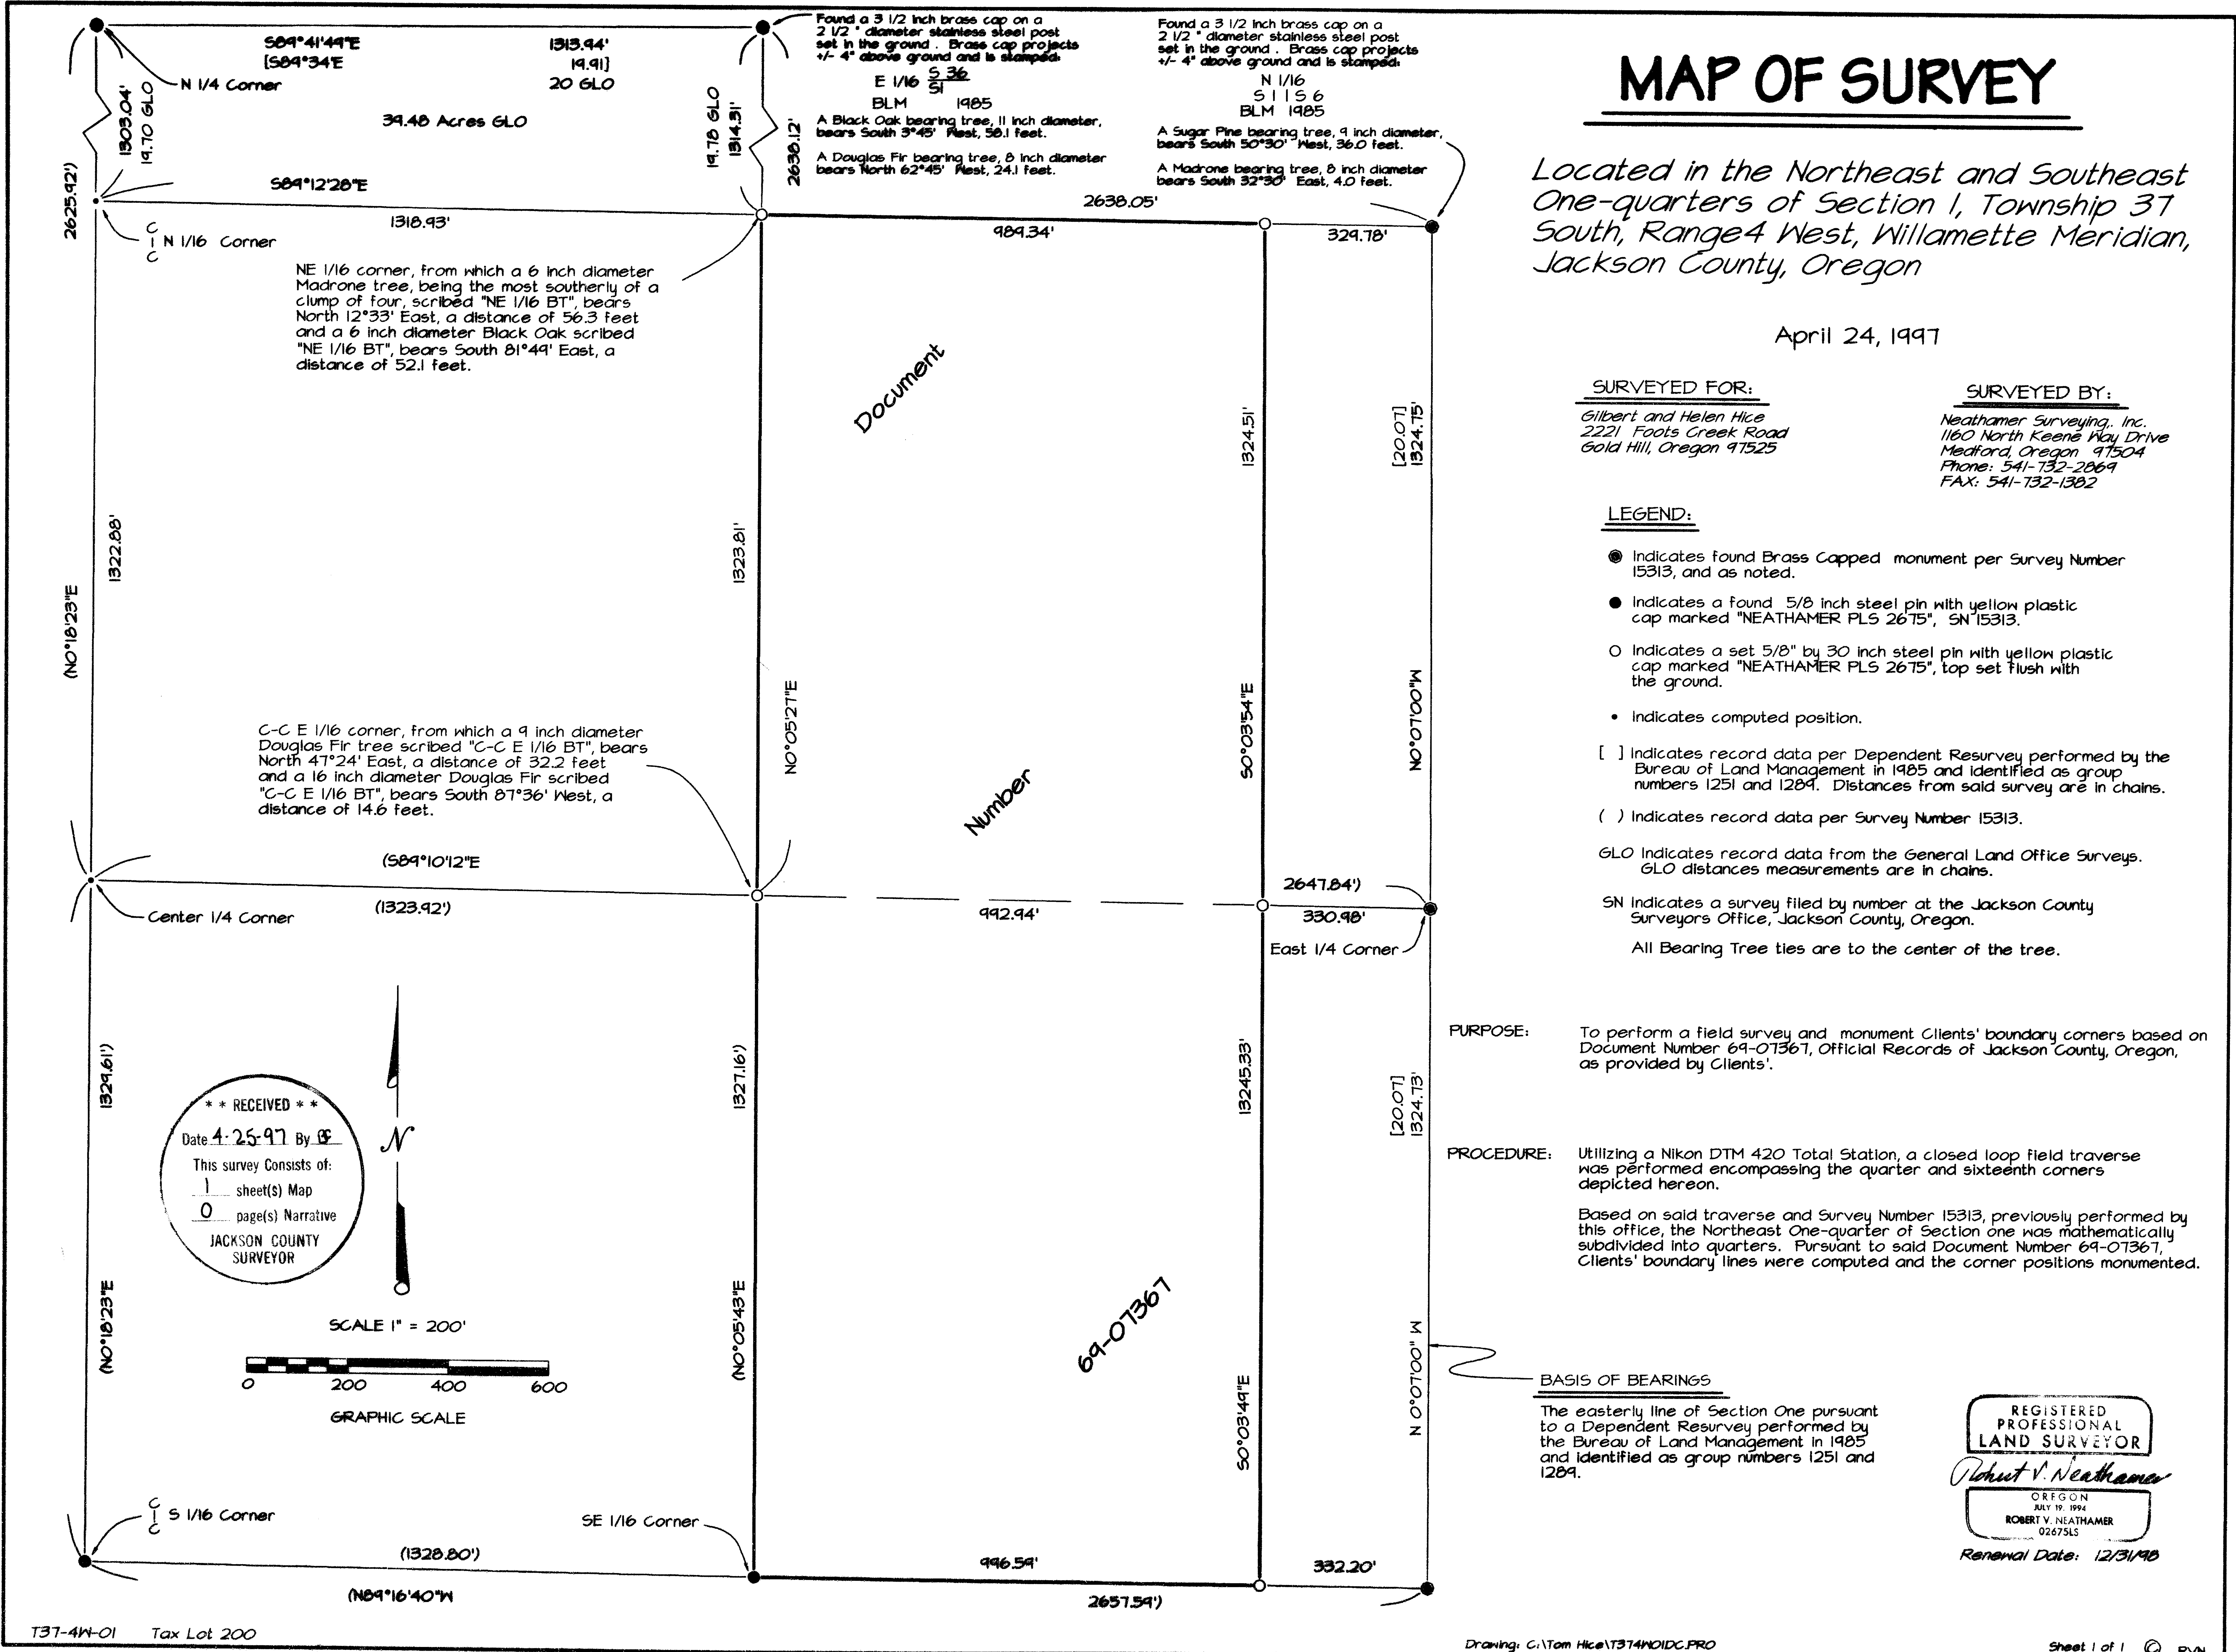 MAP OF SURVEY
Located in the Northeast and Southeast
One-quarters of Section 1, Township 37
South, Range4 West, Willamette Meridian,
Jackson County, Oregon
April 24, 1997
SURVEYED FOR:
Gilbert and Helen Hice
2221 Foots Creek Road
Gold Hill, Oregon 97525
SURVEYED BY:
Neathamer Surveying,. Inc.
1160 North Keene Way Drive
Medford, Oregon 97504
Phone: 541-732-2869
FAX: 541-732-1382
LEGEND:
Indicates found Brass Capped monument per Survey Number
15313, and as noted.
Indicates a found 5/8 inch steel pin with yellow plastic
cap marked "NEATHAMER PLS 2675", SN 15313.
Indicates a set 5/8" by 30 inch steel pin with yellow plastic
cap marked "NEATHAMER PLS 2675", top set flush with
the ground.
Indicates computed position.
[ ] Indicates record data per Dependent Resurvey performed by the
Bureau of Land Management in 1985 and identified as group
numbers 1251 and 1289. Distances from said survey are in chains.
( ) Indicates record data per Survey Number 15313.
GLO Indicates record data from the General Land Office Surveys.
GLO distances measurements are in chains.
SN Indicates a survey filed by number at the Jackson County
Surveyors Office, Jackson County, Oregon.
All Bearing Tree ties are to the center of the tree.
PURPOSE:
To perform a field survey and monument Clients' boundary corners based on
Document Number 69-07367, Official Records of Jackson County, Oregon,
as provided by Clients'.
PROCEDURE:
Utilizing a Nikon DTM 420 Total Station, a closed loop field traverse
was performed encompassing the quarter and sixteenth corners
depicted hereon.
Based on said traverse and Survey Number 15313, previously performed by
this office, the Northeast One-quarter of Section one was mathematically
subdivided into quarters. Pursuant to said Document Number 69-07367,
Clients' boundary lines were computed and the corner positions monumented.
BASIS OF BEARINGS
The easterly line of Section One pursuant
to a Dependent Resurvey performed by
the Bureau of Land Management in 1985
and identified as group numbers 1251 and
1289.
REGISTERED
PROFESSIONAL
LAND SURVEYOR
Robert V. Neathamer
OREGON
JULY 19, 1994
ROBERT V. NEATHAMER
02675LS
Renewal Date: 12/31/98
S89°41'49"E 1313.94'
[S89°34'E 19.91]
20 GLO
N 1/4 Corner
39.48 Acres GLO
1303.04'
19.70 GLO
2625.92')
19.78 GLO
1314.31'
2638.12'
Found a 3 1/2 inch brass cap on a
2 1/2 " diameter stainless steel post
set in the ground . Brass cap projects
+/- 4" above ground and is stamped:
E 1/16 S 36
S1
BLM 1985
A Black Oak bearing tree, 11 inch diameter,
bears South 3°45' West, 58.1 feet.
A Douglas Fir bearing tree, 8 inch diameter
bears North 62°45' West, 24.1 feet.
Found a 3 1/2 inch brass cap on a
2 1/2 " diameter stainless steel post
set in the ground . Brass cap projects
+/- 4" above ground and is stamped:
N 1/16
S 1 | S 6
BLM 1985
A Sugar Pine bearing tree, 9 inch diameter,
bears South 50°30' West, 36.0 feet.
A Madrone bearing tree, 8 inch diameter
bears South 32°30' East, 4.0 feet.
S89°12'28"E
1318.93'
2638.05'
989.34'
329.78'
C
| N 1/16 Corner
C
NE 1/16 corner, from which a 6 inch diameter
Madrone tree, being the most southerly of a
clump of four, scribed "NE 1/16 BT", bears
North 12°33' East, a distance of 56.3 feet
and a 6 inch diameter Black Oak scribed
"NE 1/16 BT", bears South 81°49' East, a
distance of 52.1 feet.
Document
1322.88'
(N0°18'23"E
1323.81'
N0°05'27"E
1324.51'
S0°03'54"E
[20.07]
1324.75'
N0°07'00"W
C-C E 1/16 corner, from which a 9 inch diameter
Douglas Fir tree scribed "C-C E 1/16 BT", bears
North 47°24' East, a distance of 32.2 feet
and a 16 inch diameter Douglas Fir scribed
"C-C E 1/16 BT", bears South 87°36' West, a
distance of 14.6 feet.
Number
(S89°10'12"E
(1323.92')
992.94'
2647.84')
330.98'
Center 1/4 Corner
East 1/4 Corner
1329.61')
(N0°18'23"E
1327.16')
(N0°05'43"E
13245.33'
S0°03'49"E
[20.07]
1324.73'
N 0°07'00" W
69-07367
* * RECEIVED * *
Date 4-25-97 By
This survey Consists of:
1 sheet(s) Map
0 page(s) Narrative
JACKSON COUNTY
SURVEYOR
N
SCALE 1" = 200'
0 200 400 600
GRAPHIC SCALE
C
| S 1/16 Corner
C
SE 1/16 Corner
(1328.80')
(N89°16'40"W
996.59'
332.20'
2657.59')
T37-4W-01 Tax Lot 200
Drawing: C:\Tom Hice\T374W01DC.PRO
Sheet 1 of 1 © RVN